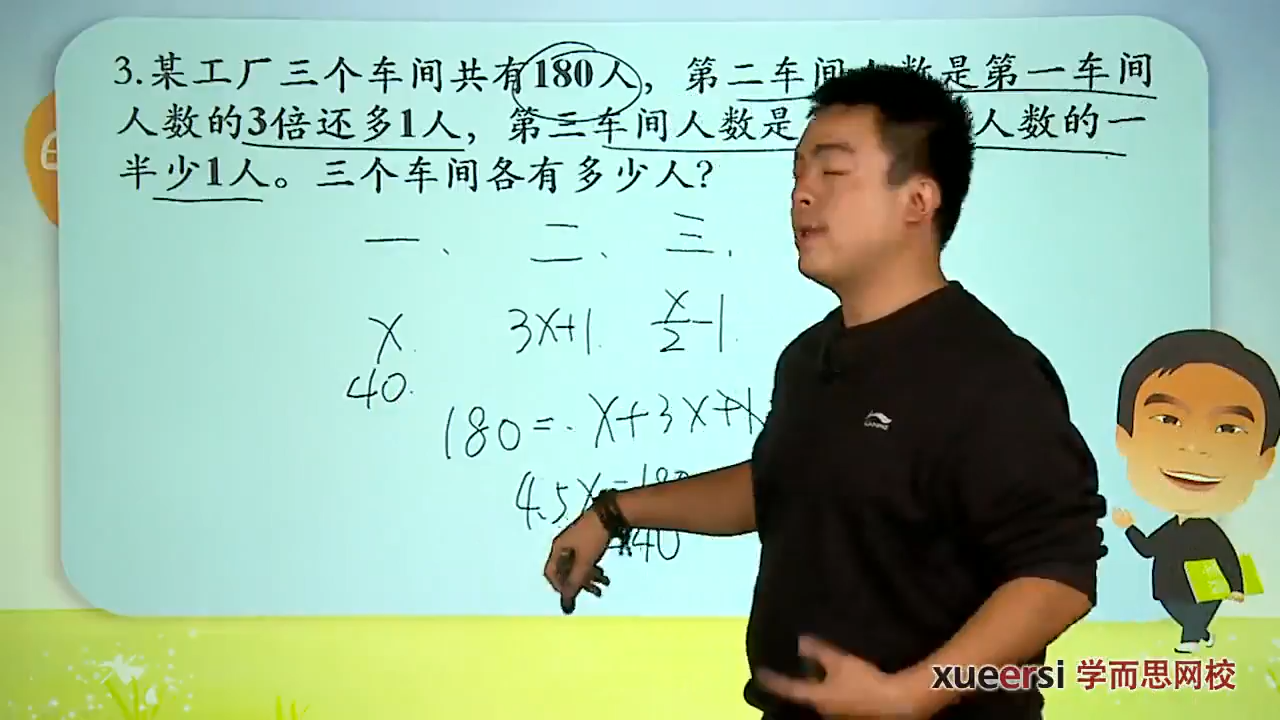 3.某工厂三个车间共有180人，第二车间人数是第一车间
人数的3倍还多1人，第三车间人数是 人数的一
半少1人。三个车间各有多少人？
一、 二、 三、
x 3x+1 x/2-1
40
180= x+3x+1
4.5x=180
=40
xueersi 学而思网校